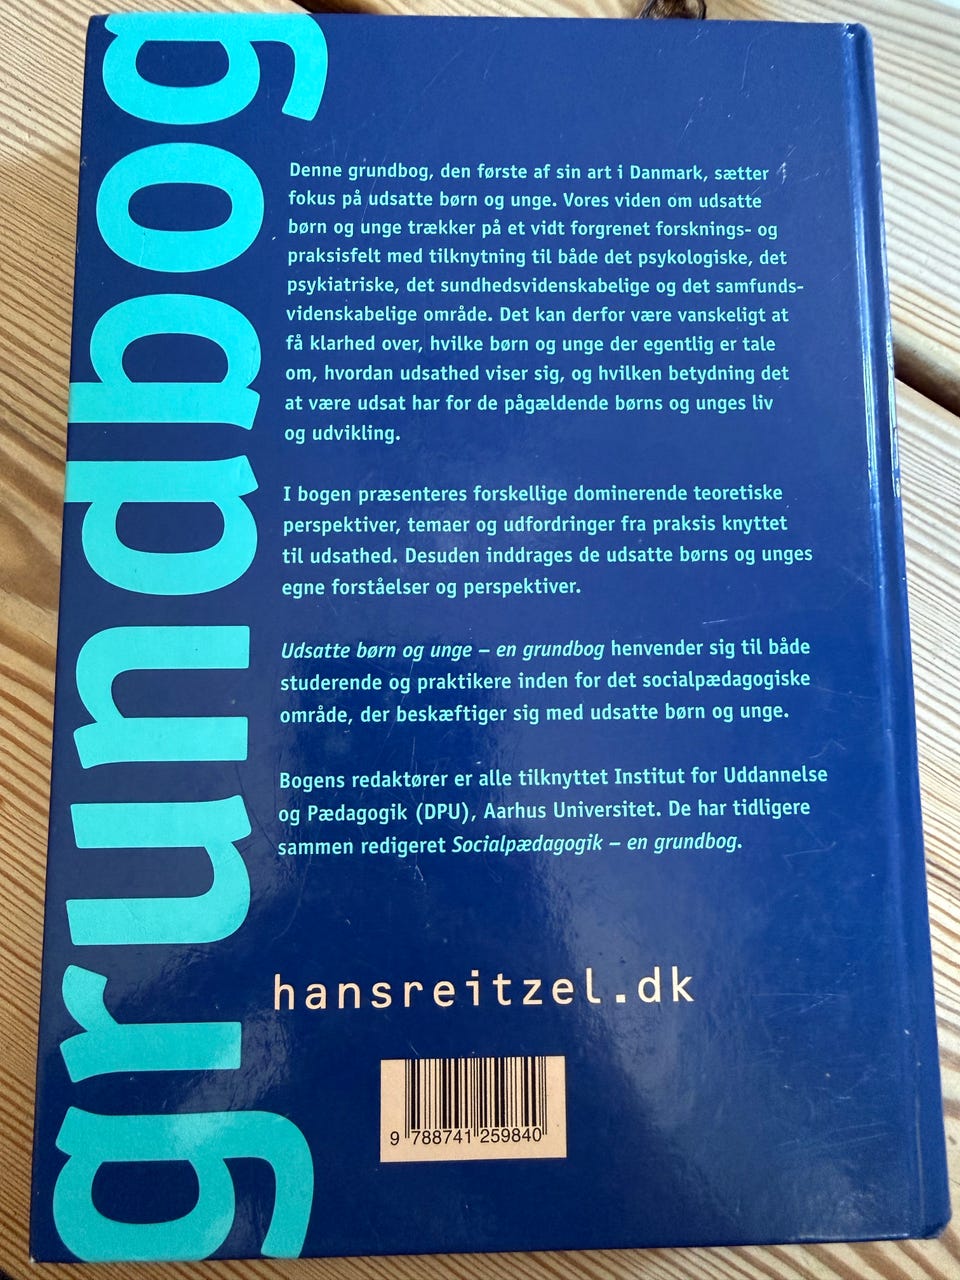 grundbog
Denne grundbog, den første af sin art i Danmark, sætter
fokus på udsatte børn og unge. Vores viden om udsatte
børn og unge trækker på et vidt forgrenet forsknings- og
praksisfelt med tilknytning til både det psykologiske, det
psykiatriske, det sundhedsvidenskabelige og det samfunds-
videnskabelige område. Det kan derfor være vanskeligt at
få klarhed over, hvilke børn og unge der egentlig er tale
om, hvordan udsathed viser sig, og hvilken betydning det
at være udsat har for de pågældende børns og unges liv
og udvikling.
I bogen præsenteres forskellige dominerende teoretiske
perspektiver, temaer og udfordringer fra praksis knyttet
til udsathed. Desuden inddrages de udsatte børns og unges
egne forståelser og perspektiver.
Udsatte børn og unge – en grundbog henvender sig til både
studerende og praktikere inden for det socialpædagogiske
område, der beskæftiger sig med udsatte børn og unge.
Bogens redaktører er alle tilknyttet Institut for Uddannelse
og Pædagogik (DPU), Aarhus Universitet. De har tidligere
sammen redigeret Socialpædagogik – en grundbog.
hansreitzel.dk
9 788741 259840